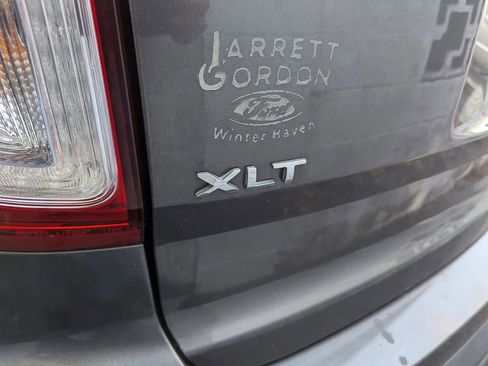 JARRETT
GORDON
Ford
Winter Haven
XLT